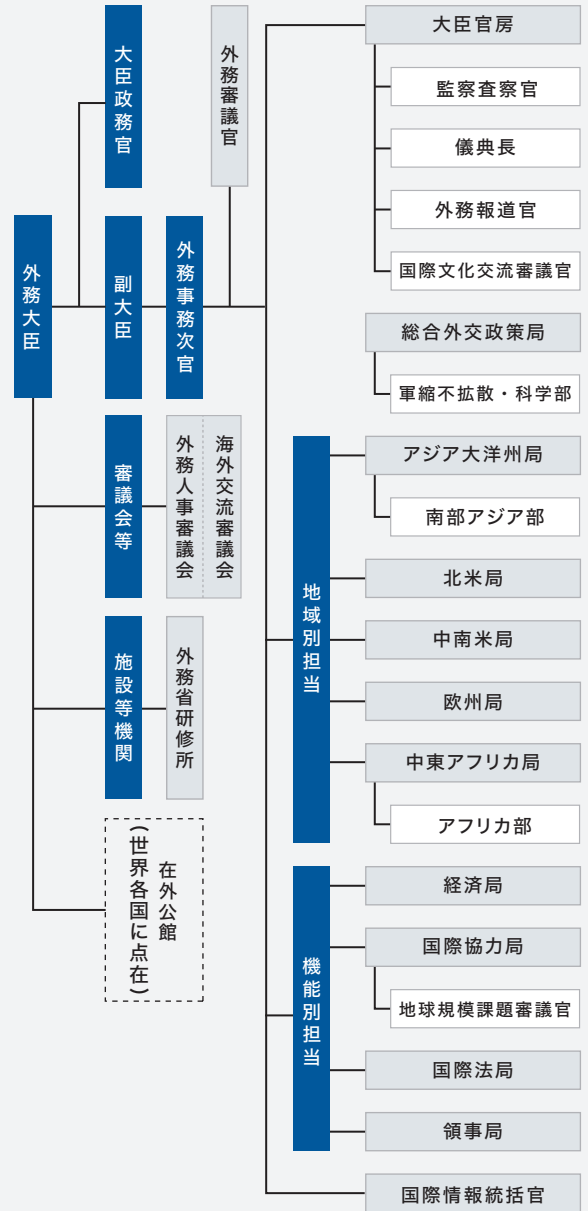 外務大臣
大臣政務官
副大臣
外務事務次官
外務審議官
審議会等
外務人事審議会
海外交流審議会
施設等機関
外務省研修所
在外公館
(世界各国に点在)
大臣官房
監察査察官
儀典長
外務報道官
国際文化交流審議官
総合外交政策局
軍縮不拡散・科学部
地域別担当
アジア大洋州局
南部アジア部
北米局
中南米局
欧州局
中東アフリカ局
アフリカ部
機能別担当
経済局
国際協力局
地球規模課題審議官
国際法局
領事局
国際情報統括官